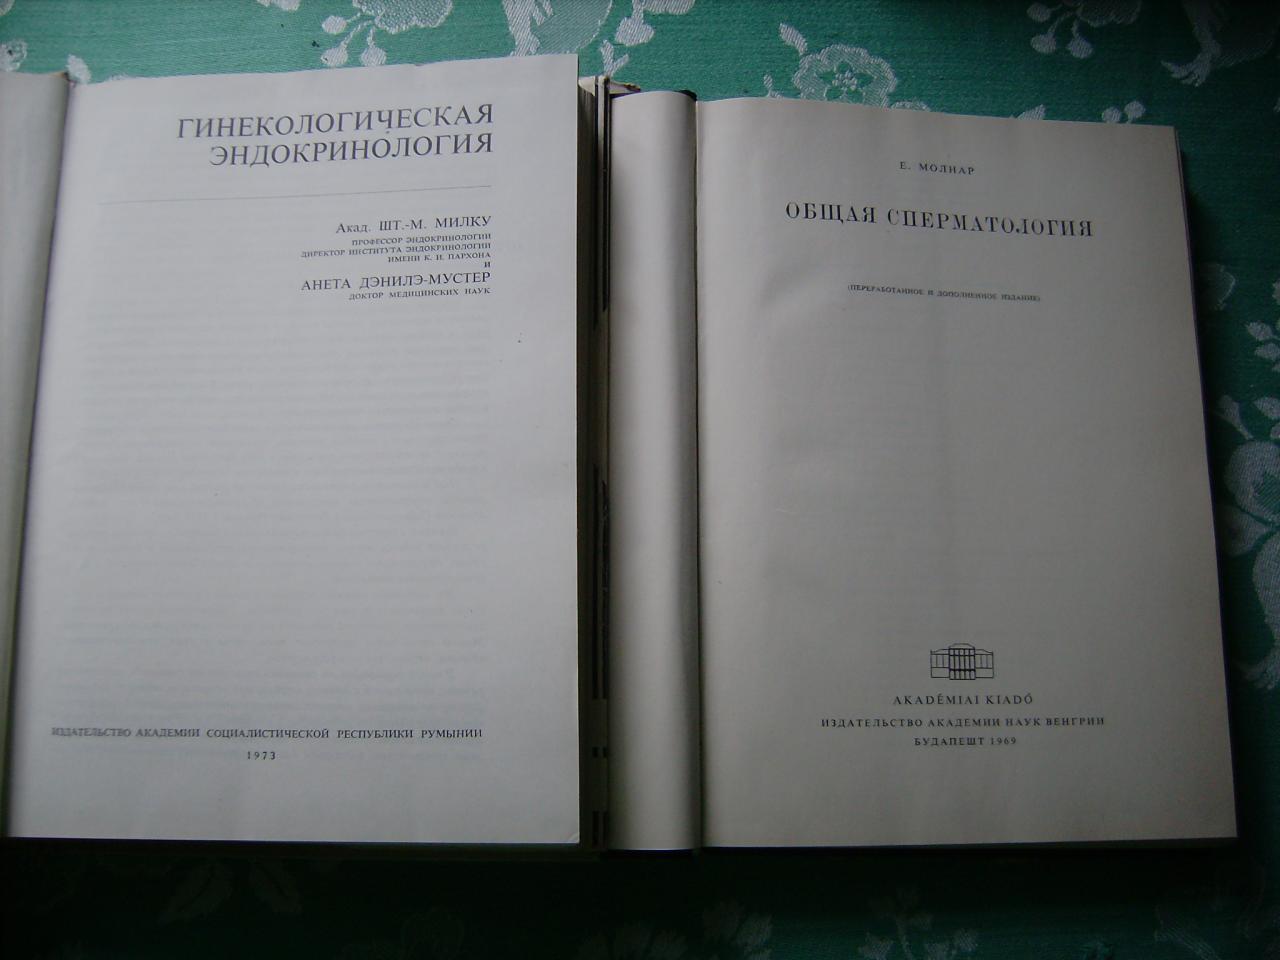 ГИНЕКОЛОГИЧЕСКАЯ
ЭНДОКРИНОЛОГИЯ
Акад. ШТ.-М. МИЛКУ
ПРОФЕССОР ЭНДОКРИНОЛОГИИ
ДИРЕКТОР ИНСТИТУТА ЭНДОКРИНОЛОГИИ
ИМЕНИ К. И. ПАРХОНА
И
АНЕТА ДЭНИЛЭ-МУСТЕР
ДОКТОР МЕДИЦИНСКИХ НАУК
ИЗДАТЕЛЬСТВО АКАДЕМИИ СОЦИАЛИСТИЧЕСКОЙ РЕСПУБЛИКИ РУМЫНИИ
1973
Е. МОЛНАР
ОБЩАЯ СПЕРМАТОЛОГИЯ
(ПЕРЕРАБОТАННОЕ И ДОПОЛНЕННОЕ ИЗДАНИЕ)
AKADÉMIAI KIADÓ
ИЗДАТЕЛЬСТВО АКАДЕМИИ НАУК ВЕНГРИИ
БУДАПЕШТ 1969